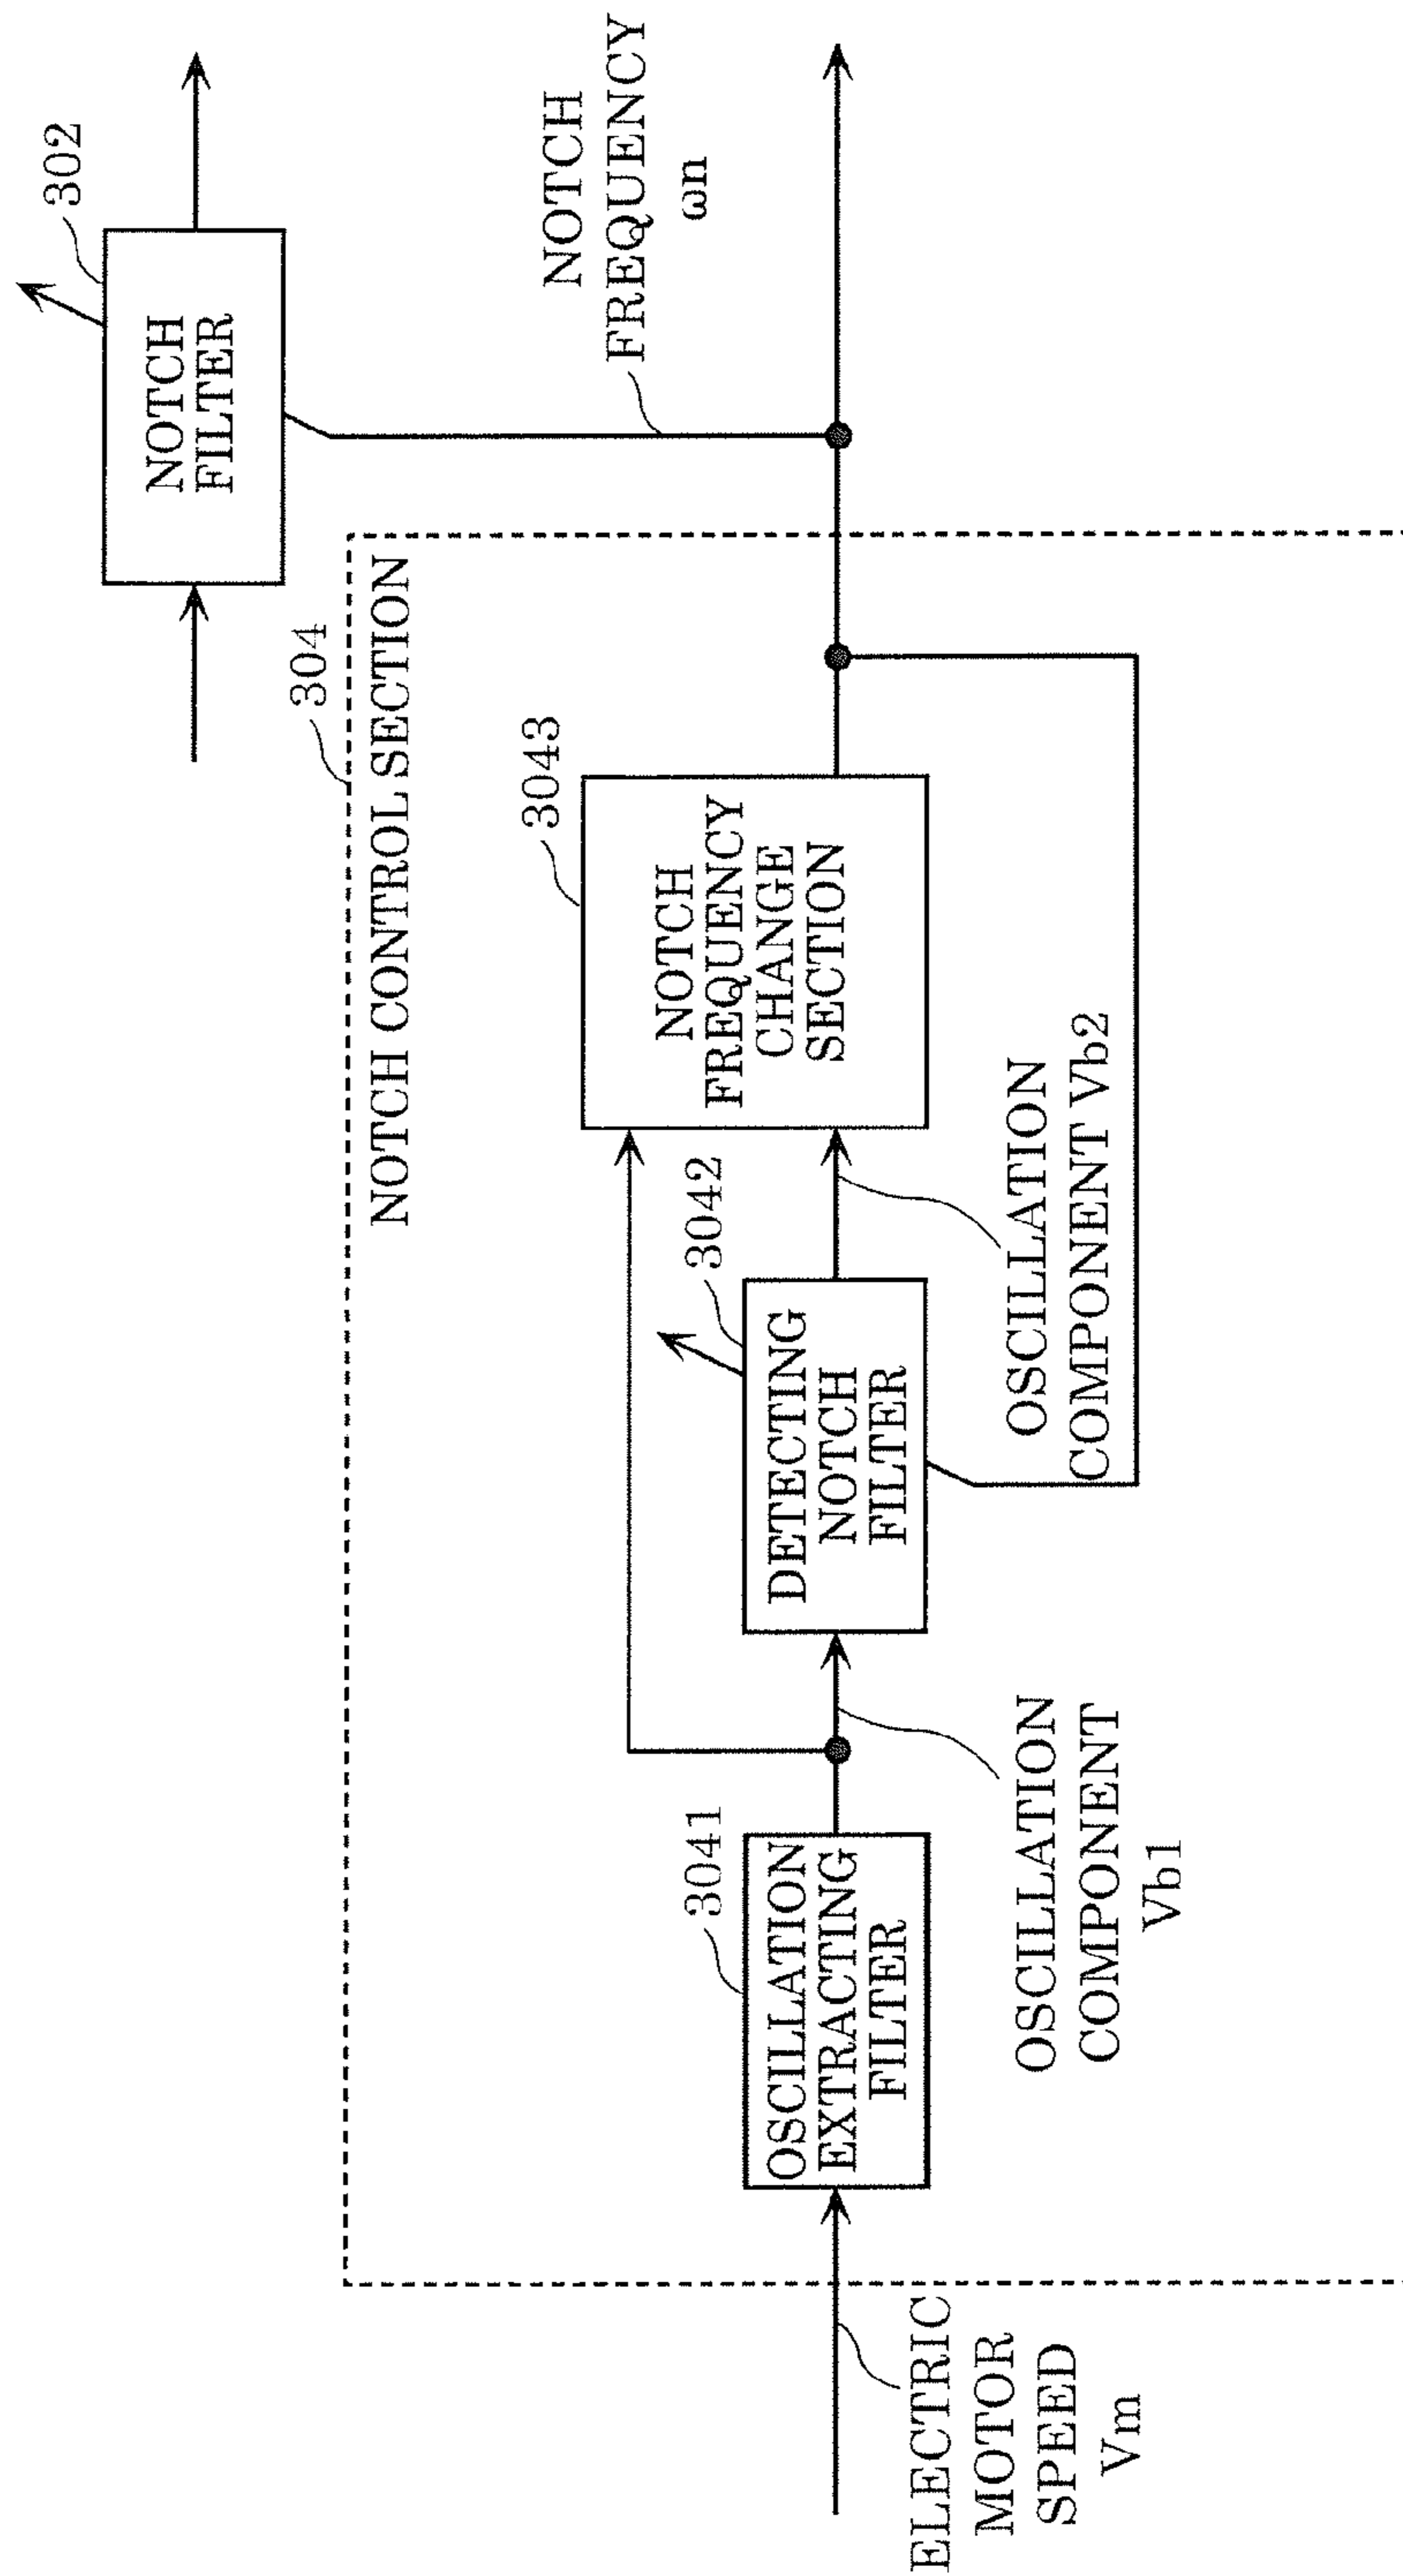 302
NOTCH
FILTER
NOTCH
FREQUENCY
ωn
304
NOTCH CONTROL SECTION
3043
NOTCH
FREQUENCY
CHANGE
SECTION
3042
DETECTING
NOTCH
FILTER
OSCILLATION
COMPONENT Vb2
3041
OSCILLATION
EXTRACTING
FILTER
OSCILLATION
COMPONENT
Vb1
ELECTRIC
MOTOR
SPEED
Vm